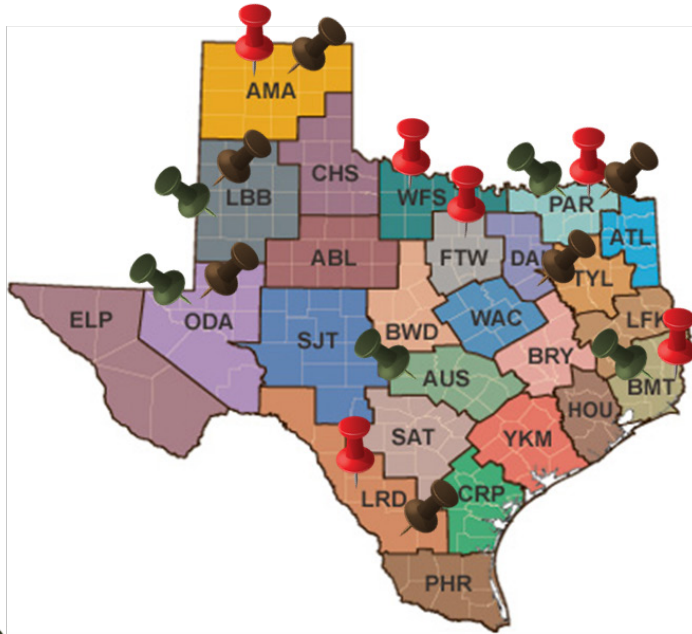 AMA
CHS
LBB
WFS
PAR
ATL
ABL
FTW
DA
TYL
ELP
ODA
SJT
BWD
WAC
LFK
BRY
AUS
BMT
HOU
SAT
YKM
LRD
CRP
PHR